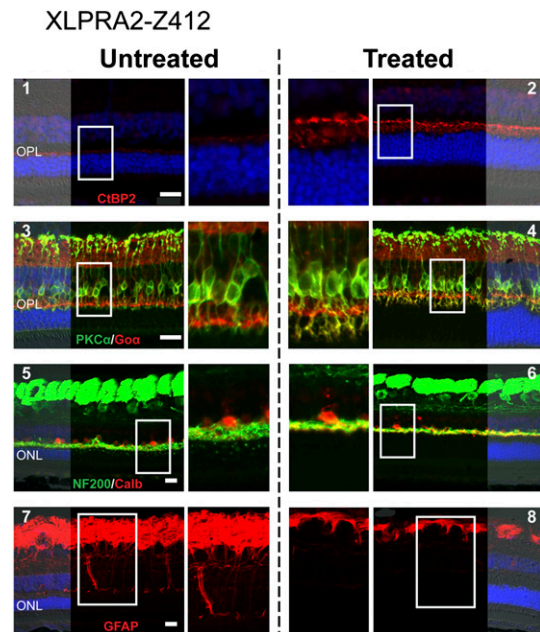 XLPRA2-Z412
Untreated
Treated
1
2
OPL
CtBP2
3
4
OPL
PKCα/Goα
5
6
ONL
NF200/Calb
7
8
ONL
GFAP